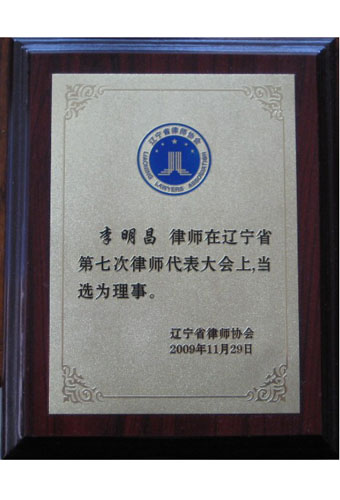 辽宁省律师协会
LIAONING LAWYERS ASSOCIATION
李明昌 律师在辽宁省
第七次律师代表大会上,当
选为理事。
辽宁省律师协会
2009年11月29日